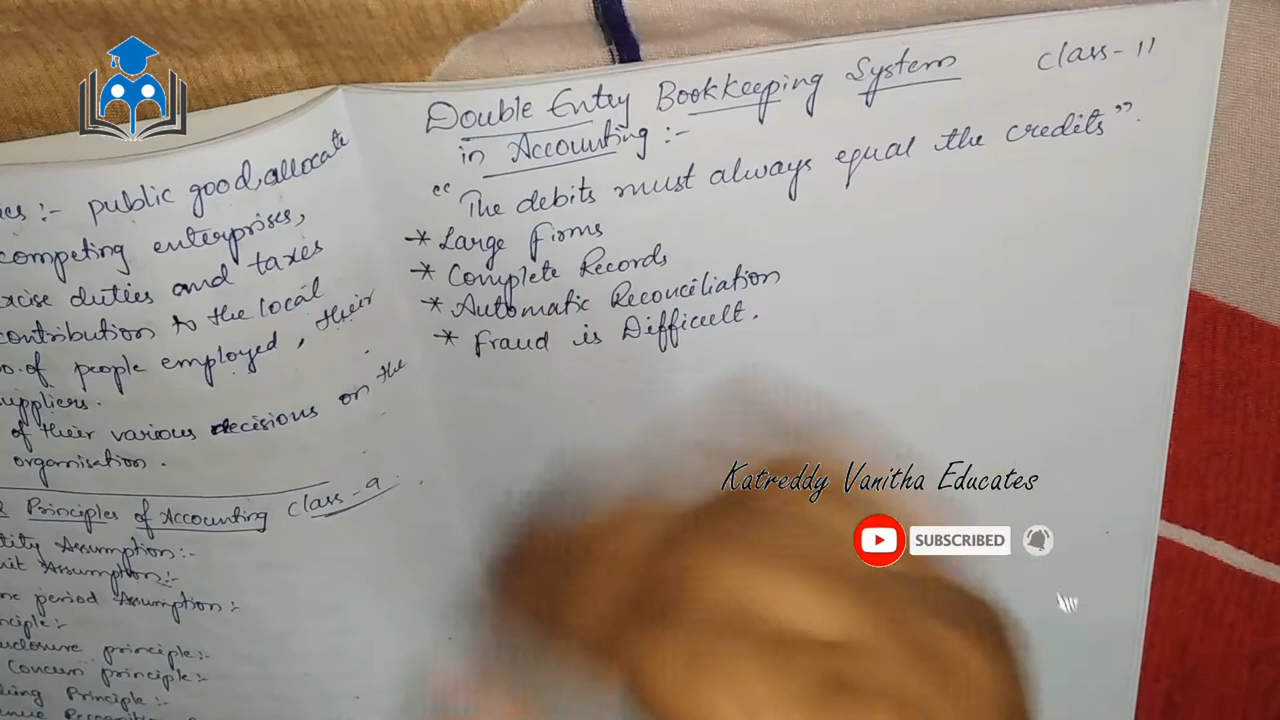 public good, allocate
competing enterprises,
duties and taxes
contribution to the local
of people employed, their
suppliers.
of their various decisions on the
organisation.
Principles of Accounting class-9
Assumption:-
Assumption:-
period Assumption:-
principle:-
Concern principle:-
Principle:-
Double Entry Bookkeeping System class-11
in Accounting:-
"The debits must always equal the credits".
* Large Firms
* Complete Records
* Automatic Reconciliation
* Fraud is Difficult.
Katreddy Vanitha Educates
SUBSCRIBED